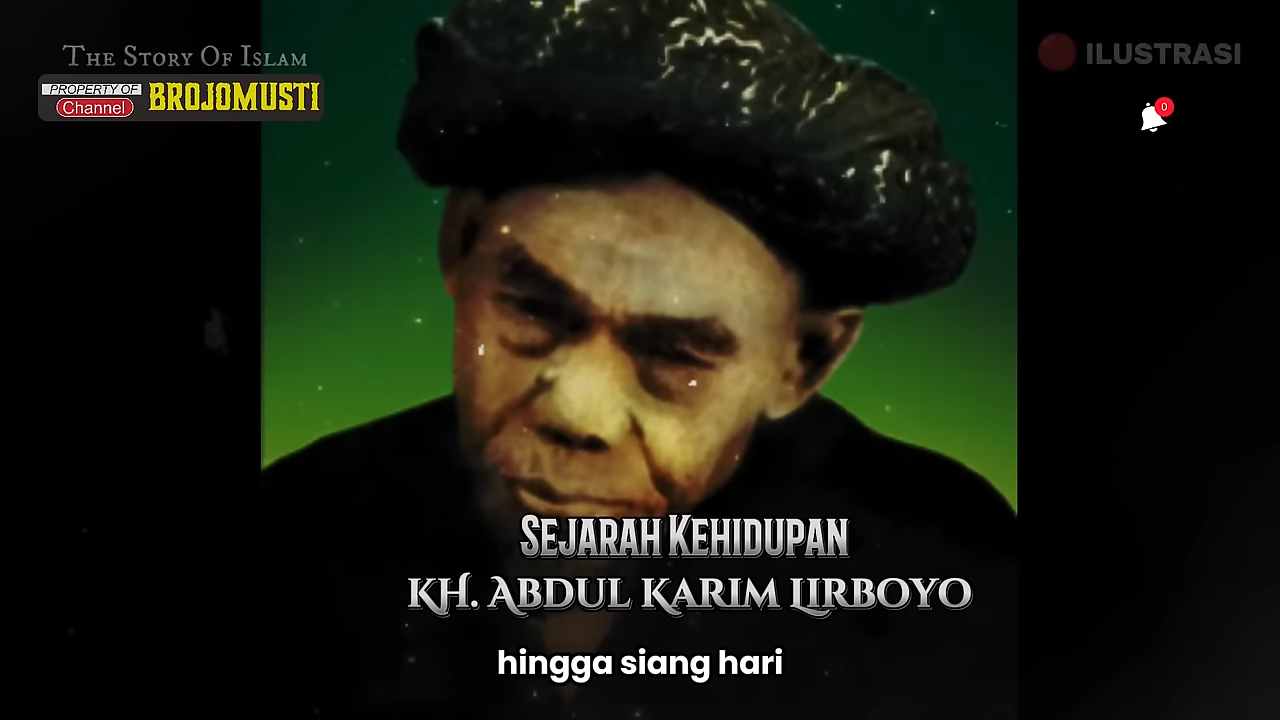 The Story Of Islam
PROPERTY OF
Channel
BROJOMUSTI
ILUSTRASI
0
Sejarah Kehidupan
KH. Abdul Karim Lirboyo
hingga siang hari